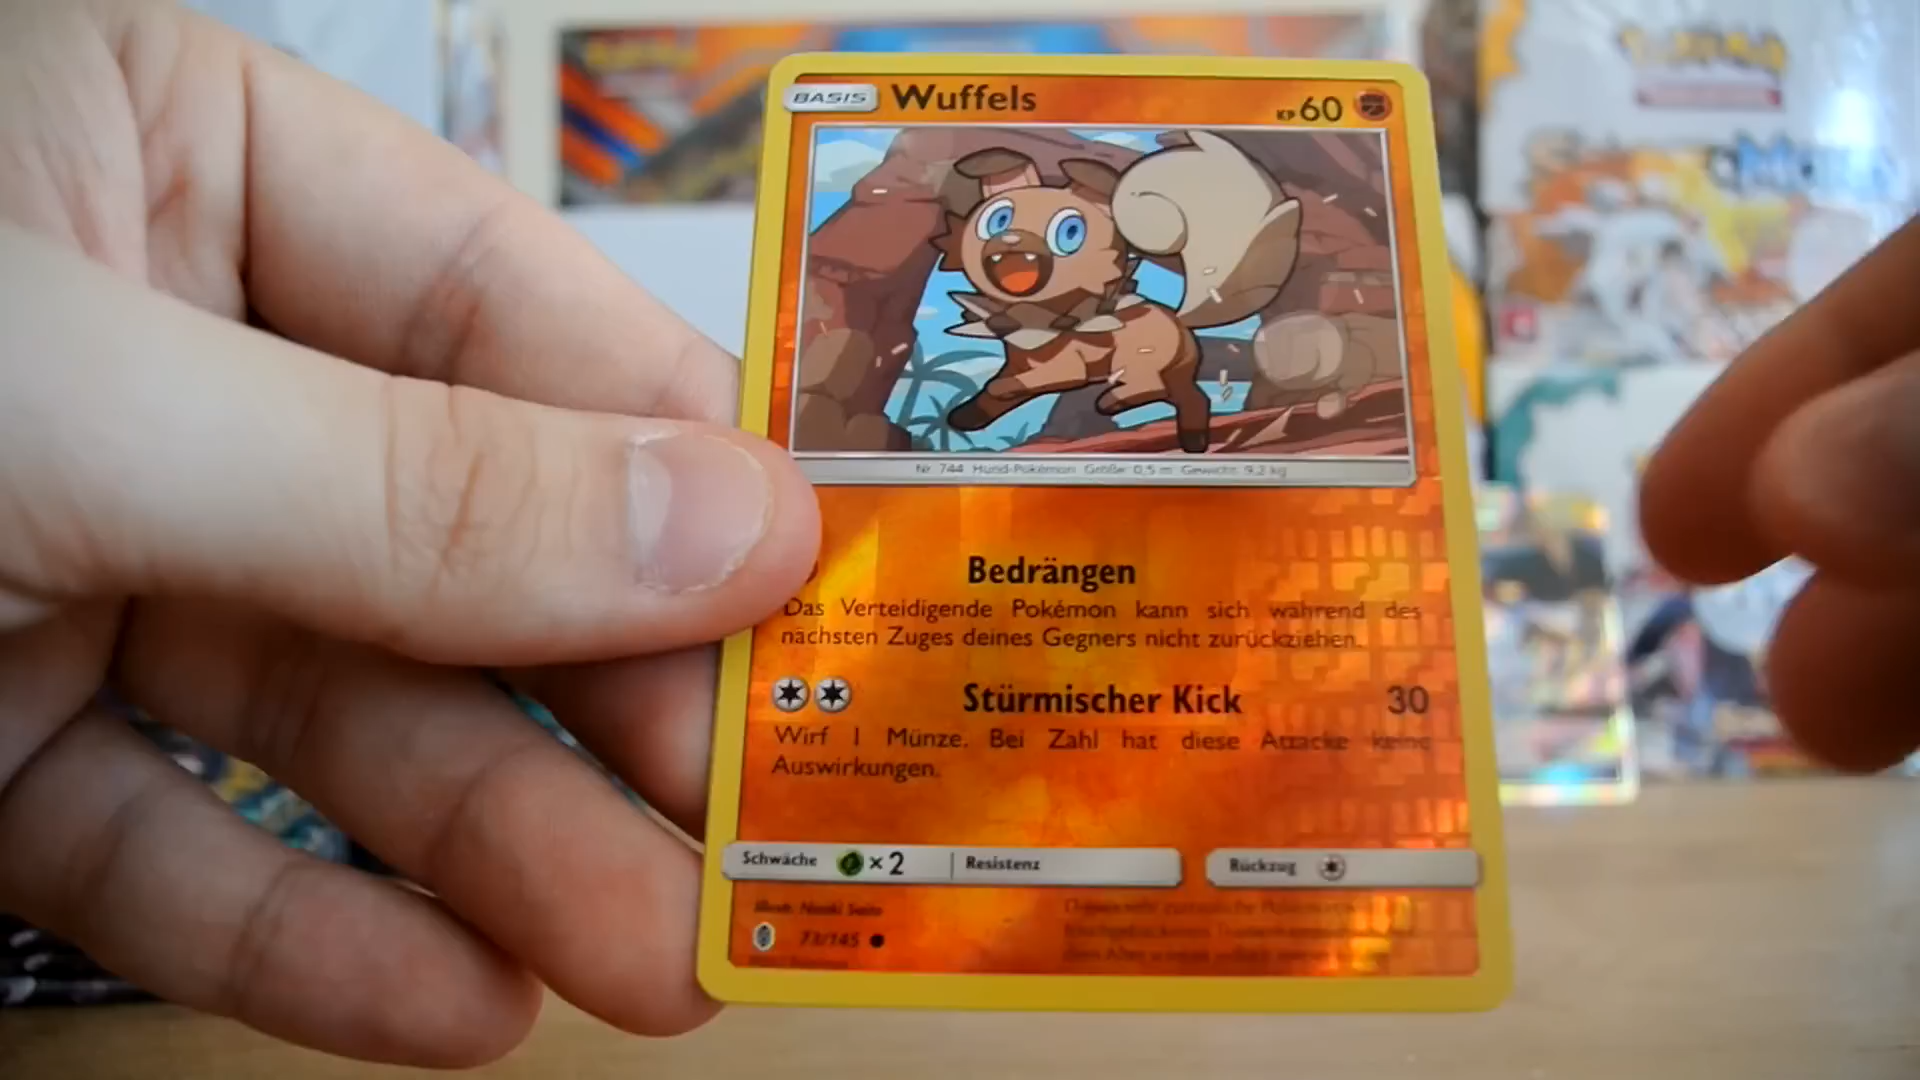 BASIS Wuffels KP 60
Nr. 744 Hund-Pokémon Größe: 0,5 m Gewicht: 9,2 kg
Bedrängen
Das Verteidigende Pokémon kann sich während des
nächsten Zuges deines Gegners nicht zurückziehen.
Stürmischer Kick 30
Wirf 1 Münze. Bei Zahl hat diese Attacke keine
Auswirkungen.
Schwäche ×2 Resistenz Rückzug
Illus. Naoki Saito
73/145